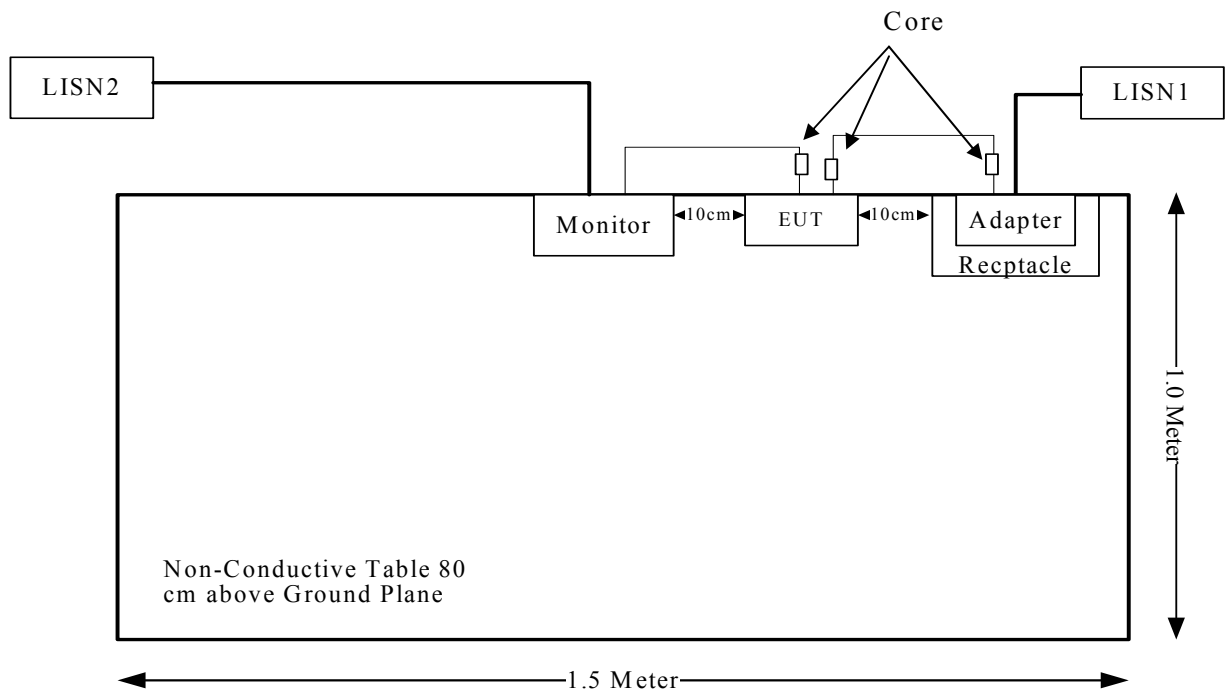 Core
LISN2
LISN1
Monitor
10cm
EUT
10cm
Adapter
Recptacle
1.0 Meter
Non-Conductive Table 80
cm above Ground Plane
1.5 Meter